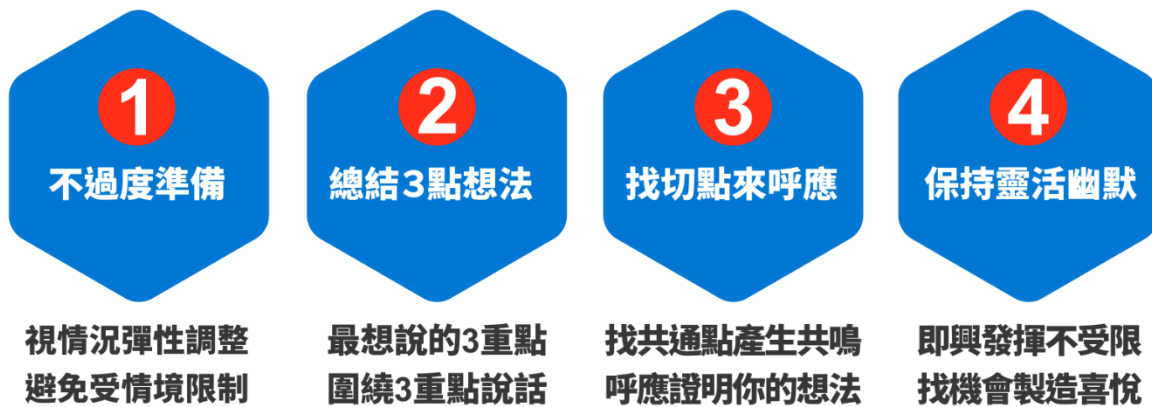 1
不過度準備
視情況彈性調整
避免受情境限制
2
總結3點想法
最想說的3重點
圍繞3重點說話
3
找切點來呼應
找共通點產生共鳴
呼應證明你的想法
4
保持靈活幽默
即興發揮不受限
找機會製造喜悅